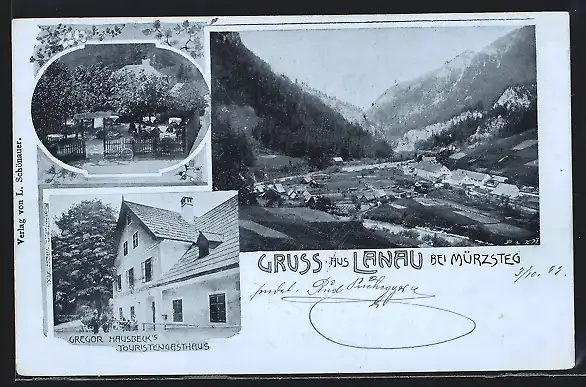 Verlag von L. Schönauer.
GRUSS AUS LANAU BEI MÜRZSTEG
GREGOR HAUSBECK'S
TOURISTENGASTHAUS